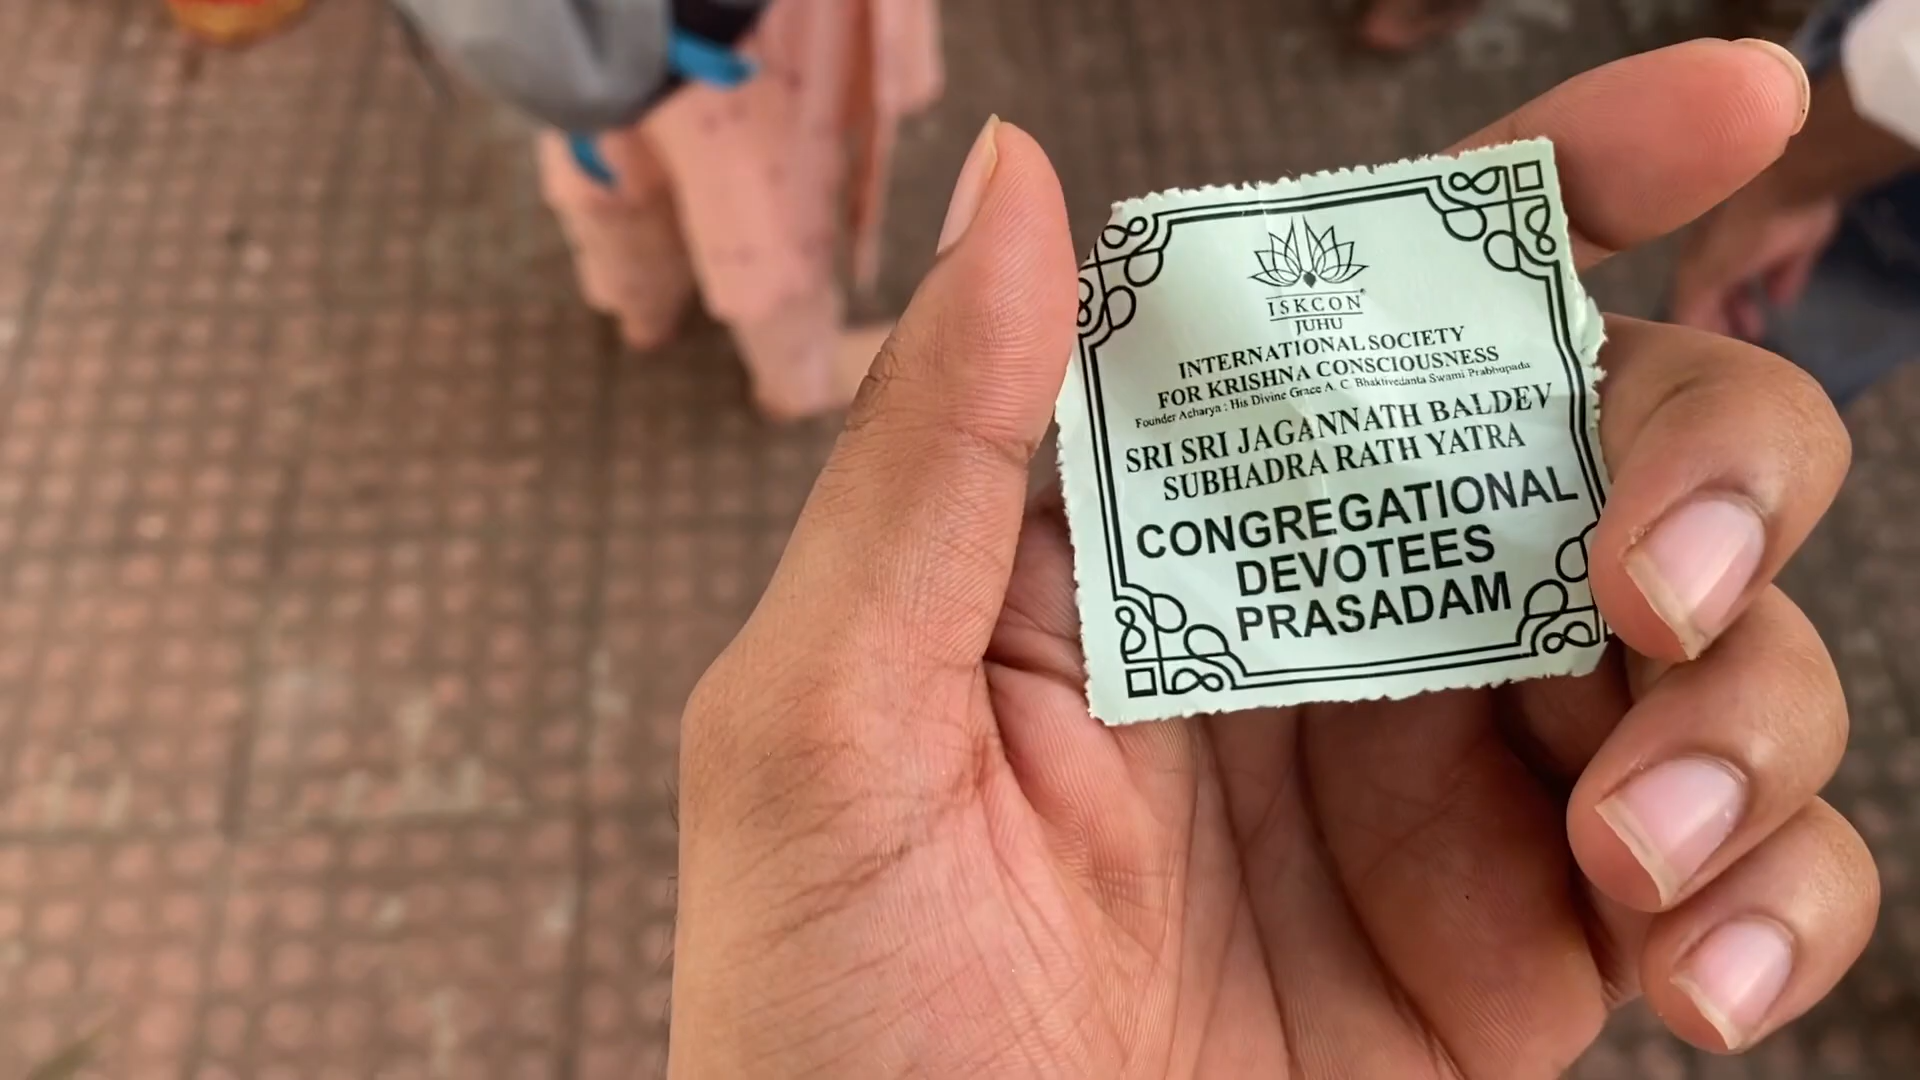 ISKCON®
JUHU
INTERNATIONAL SOCIETY
FOR KRISHNA CONSCIOUSNESS
Founder Acharya : His Divine Grace A. C. Bhaktivedanta Swami Prabhupada
SRI SRI JAGANNATH BALDEV
SUBHADRA RATH YATRA
CONGREGATIONAL
DEVOTEES
PRASADAM